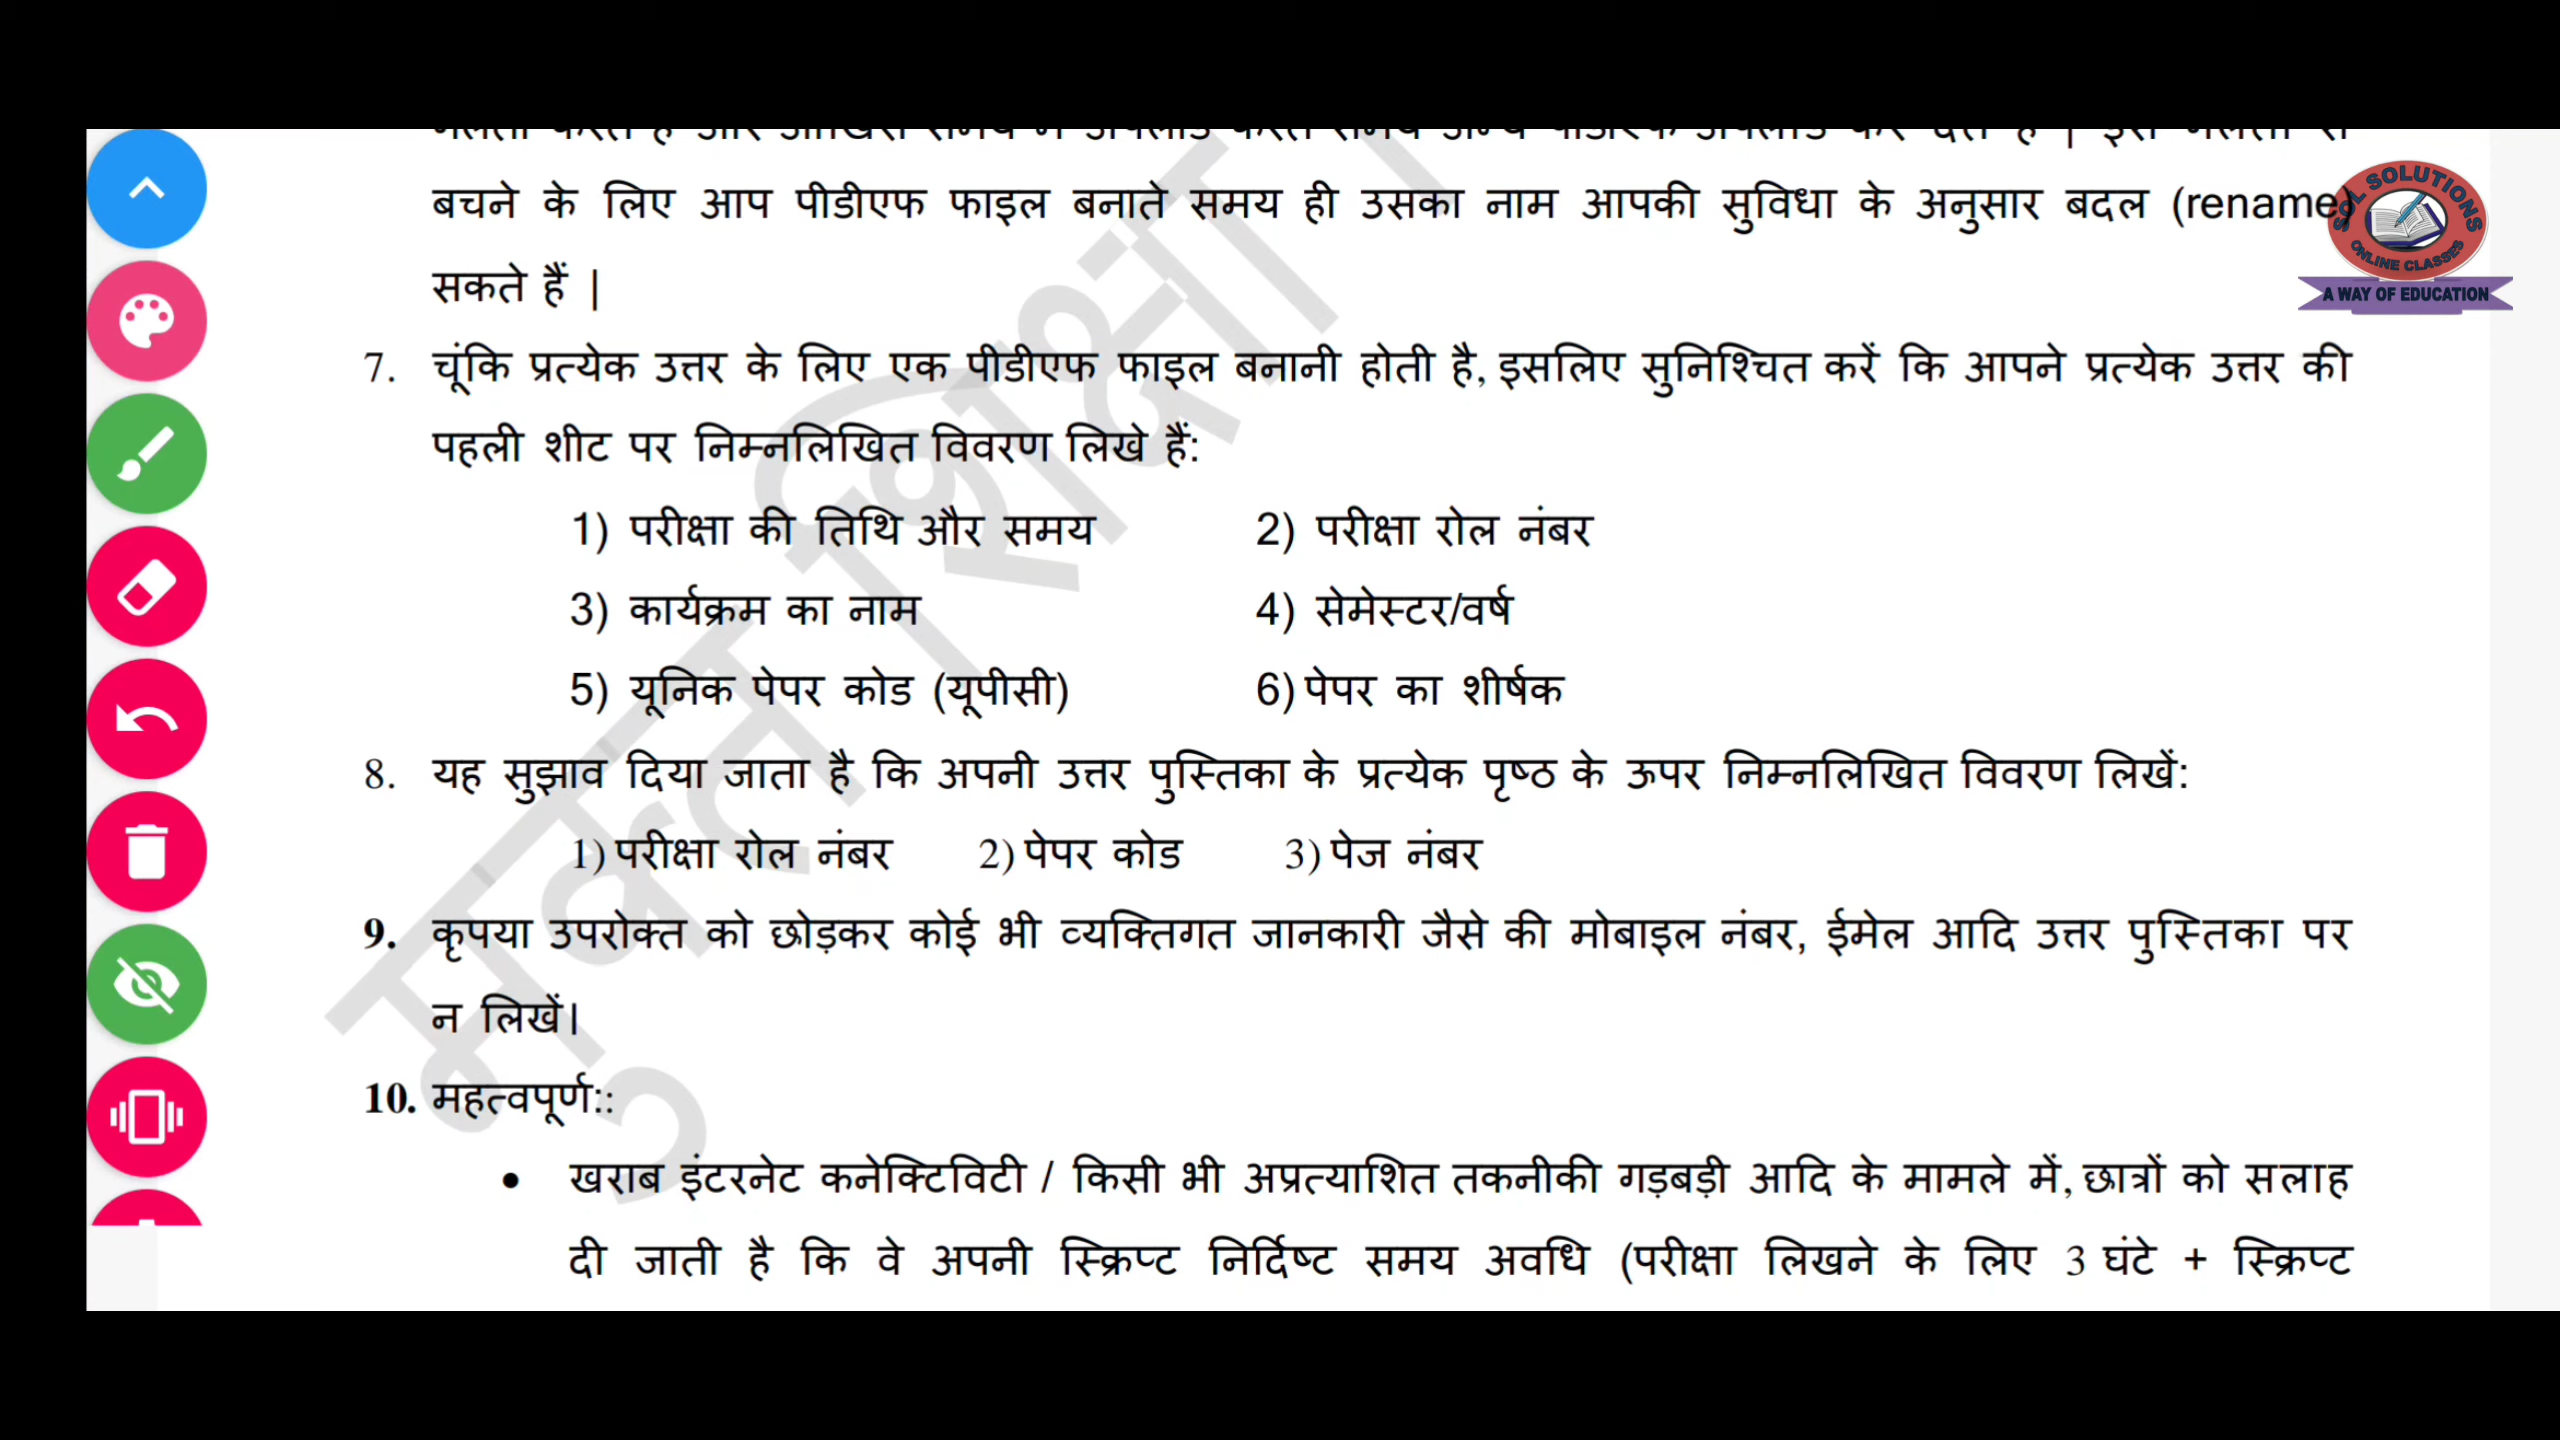 बचने के लिए आप पीडीएफ फाइल बनाते समय ही उसका नाम आपकी सुविधा के अनुसार बदल (rename)
सकते हैं |
7. चूंकि प्रत्येक उत्तर के लिए एक पीडीएफ फाइल बनानी होती है, इसलिए सुनिश्चित करें कि आपने प्रत्येक उत्तर की
पहली शीट पर निम्नलिखित विवरण लिखे हैं:
1) परीक्षा की तिथि और समय 2) परीक्षा रोल नंबर
3) कार्यक्रम का नाम 4) सेमेस्टर/वर्ष
5) यूनिक पेपर कोड (यूपीसी) 6) पेपर का शीर्षक
8. यह सुझाव दिया जाता है कि अपनी उत्तर पुस्तिका के प्रत्येक पृष्ठ के ऊपर निम्नलिखित विवरण लिखें:
1) परीक्षा रोल नंबर 2) पेपर कोड 3) पेज नंबर
9. कृपया उपरोक्त को छोड़कर कोई भी व्यक्तिगत जानकारी जैसे की मोबाइल नंबर, ईमेल आदि उत्तर पुस्तिका पर
न लिखें।
10. महत्वपूर्ण::
• खराब इंटरनेट कनेक्टिविटी / किसी भी अप्रत्याशित तकनीकी गड़बड़ी आदि के मामले में, छात्रों को सलाह
दी जाती है कि वे अपनी स्क्रिप्ट निर्दिष्ट समय अवधि (परीक्षा लिखने के लिए 3 घंटे + स्क्रिप्ट
मुक्त शिक्षा
SOL SOLUTIONS
ONLINE CLASSES
A WAY OF EDUCATION